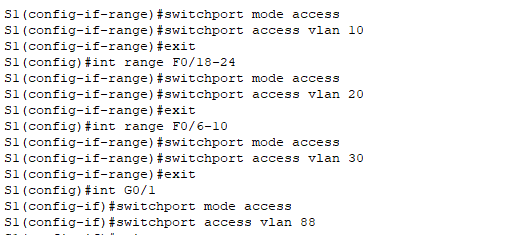 S1(config-if-range)#switchport mode access
S1(config-if-range)#switchport access vlan 10
S1(config-if-range)#exit
S1(config)#int range F0/18-24
S1(config-if-range)#switchport mode access
S1(config-if-range)#switchport access vlan 20
S1(config-if-range)#exit
S1(config)#int range F0/6-10
S1(config-if-range)#switchport mode access
S1(config-if-range)#switchport access vlan 30
S1(config-if-range)#exit
S1(config)#int G0/1
S1(config-if)#switchport mode access
S1(config-if)#switchport access vlan 88